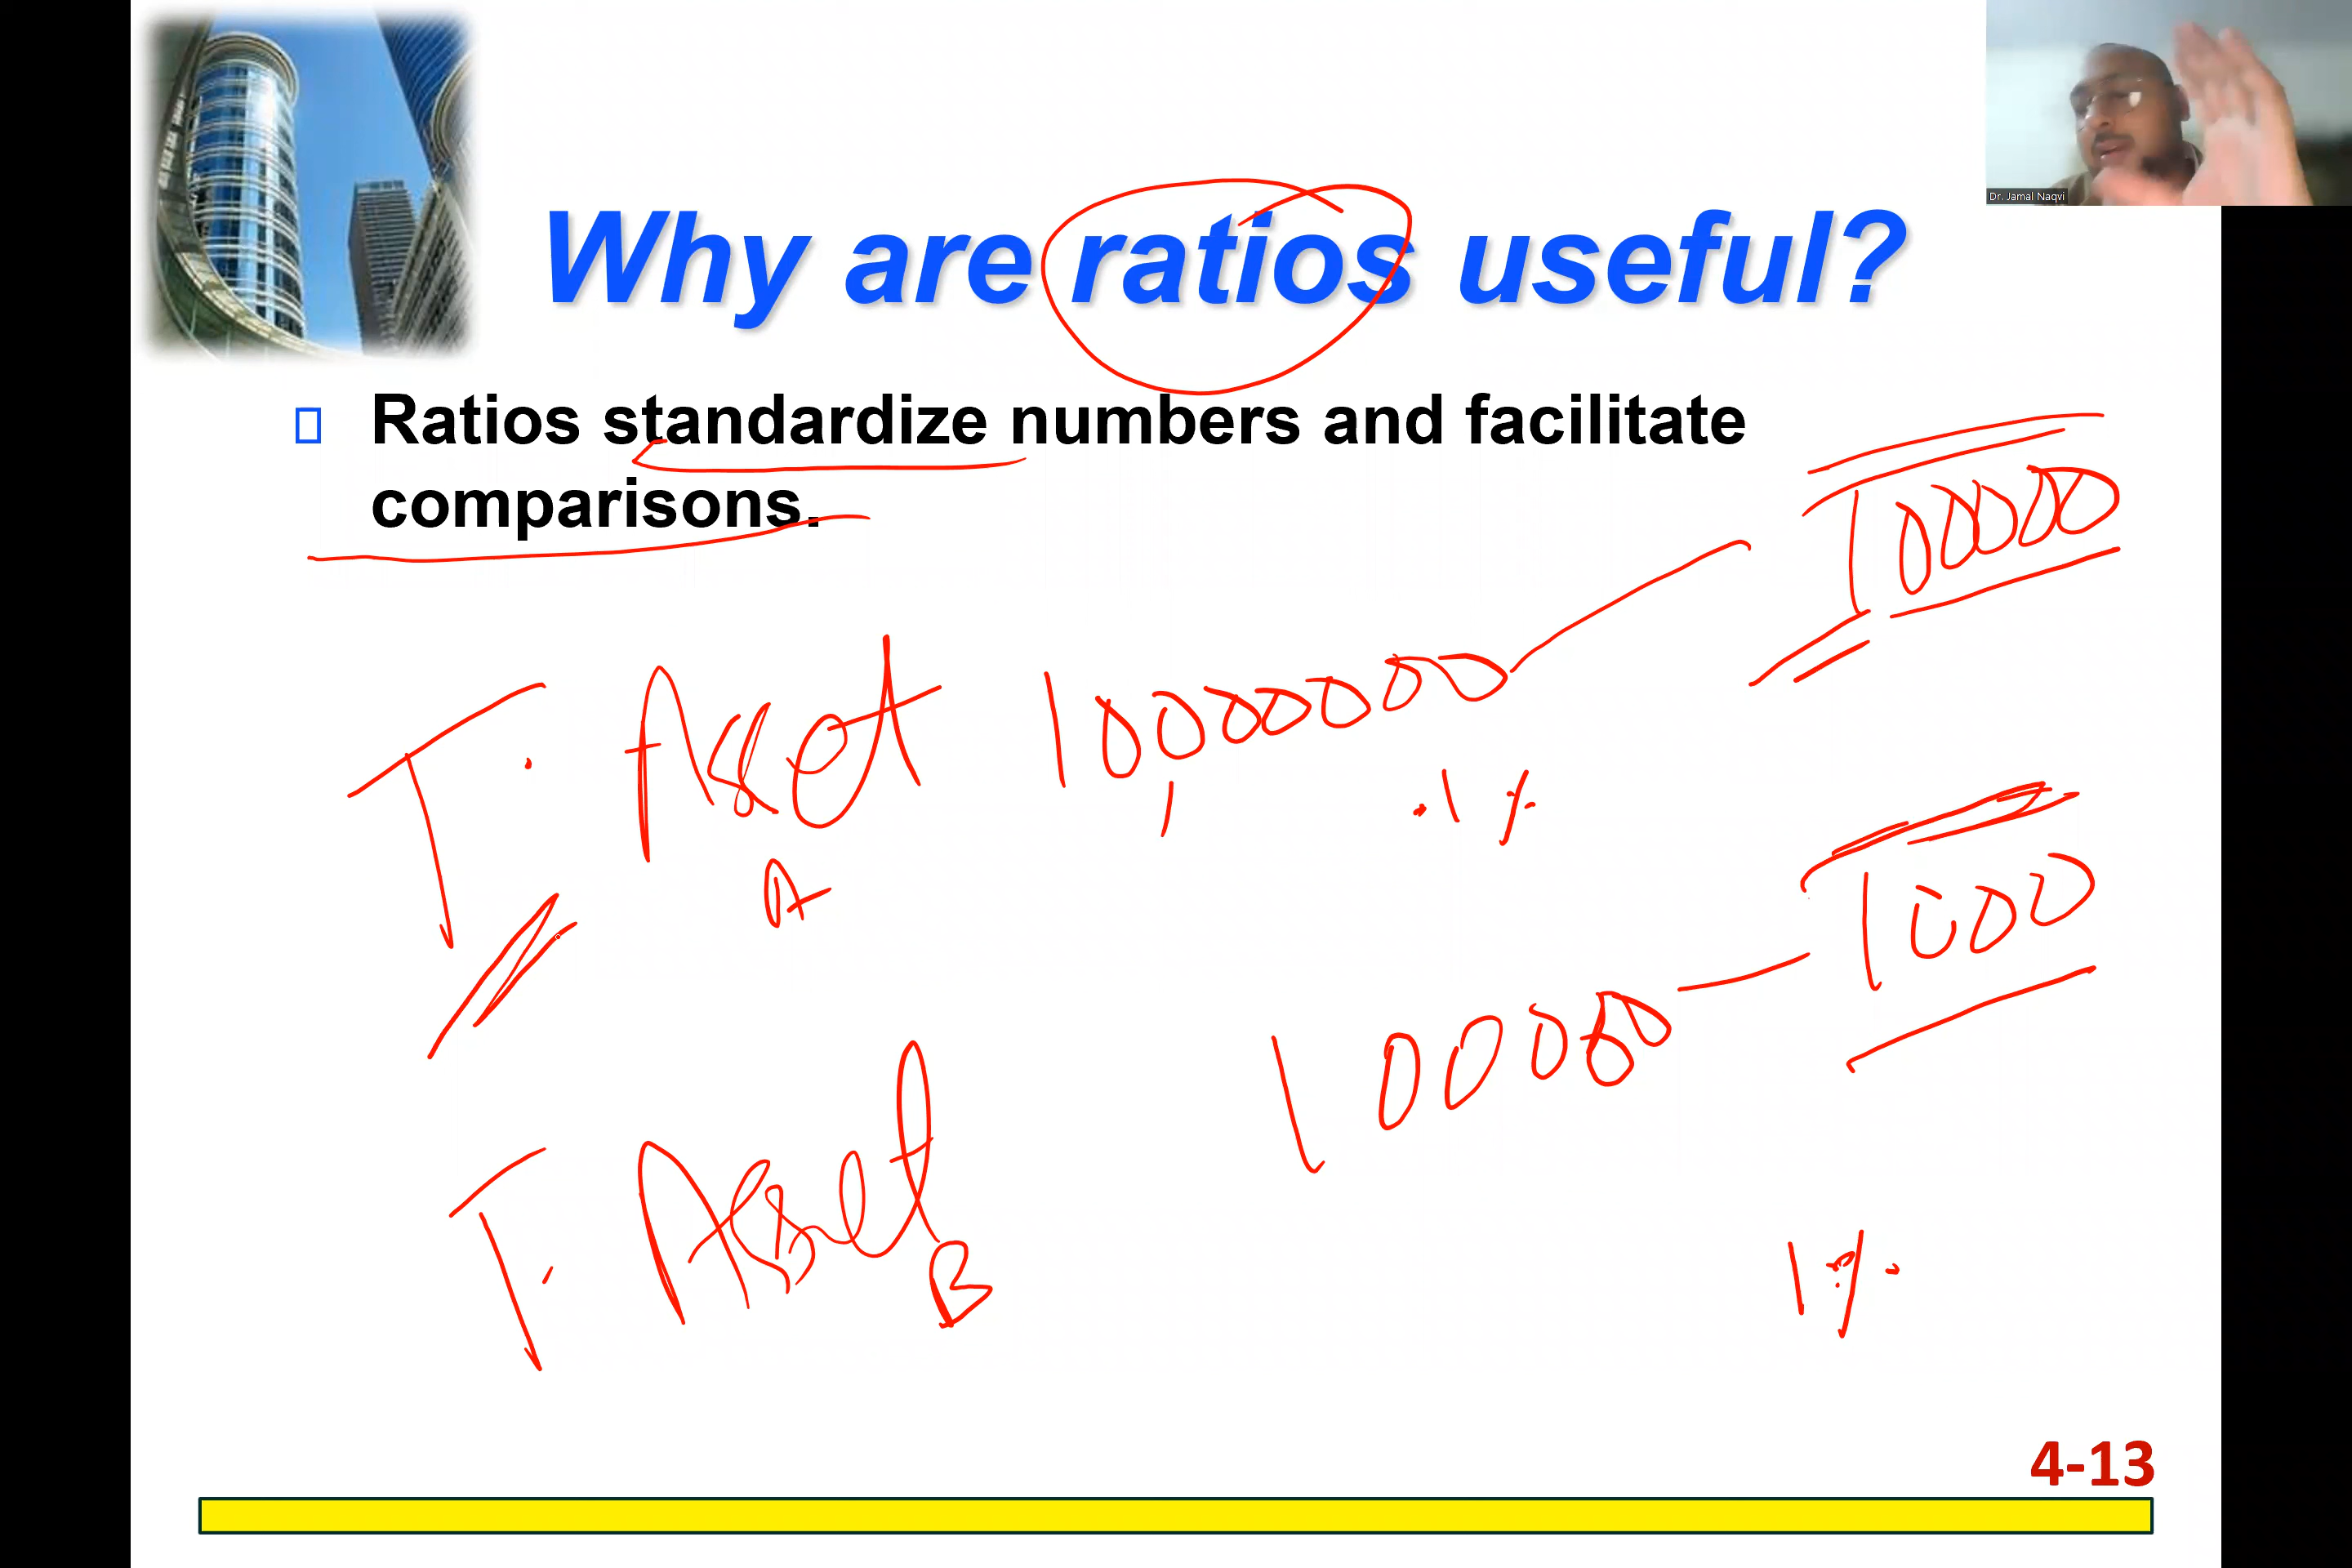 Dr. Jamal Naqvi
Why are ratios useful?
Ratios standardize numbers and facilitate
comparisons.
T. Asset 10,000000
A
.1%
1000
T. Asset 100000
B
1%
4-13